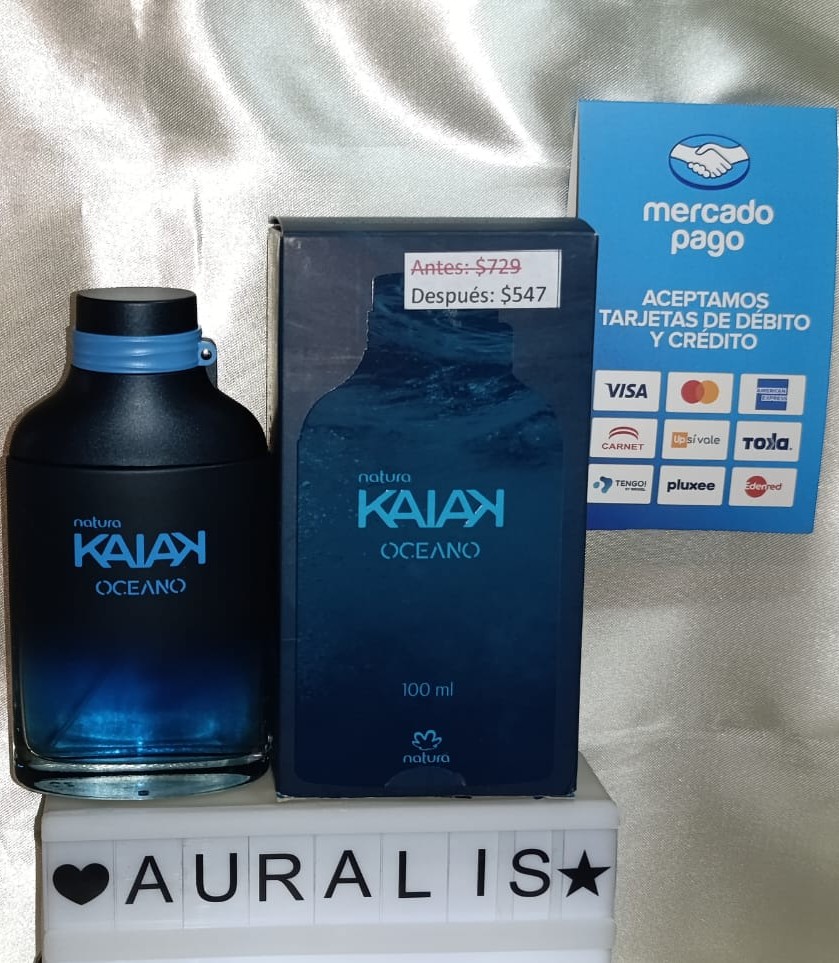 natura
KAIAK
OCEANO
Antes: $729
Después: $547
natura
KAIAK
OCEANO
100 ml
natura
mercado
pago
ACEPTAMOS
TARJETAS DE DÉBITO
Y CRÉDITO
VISA
AMERICAN
EXPRESS
CARNET
Up sí vale
TOKA
TENGO!
pluxee
Edenred
AURALIS